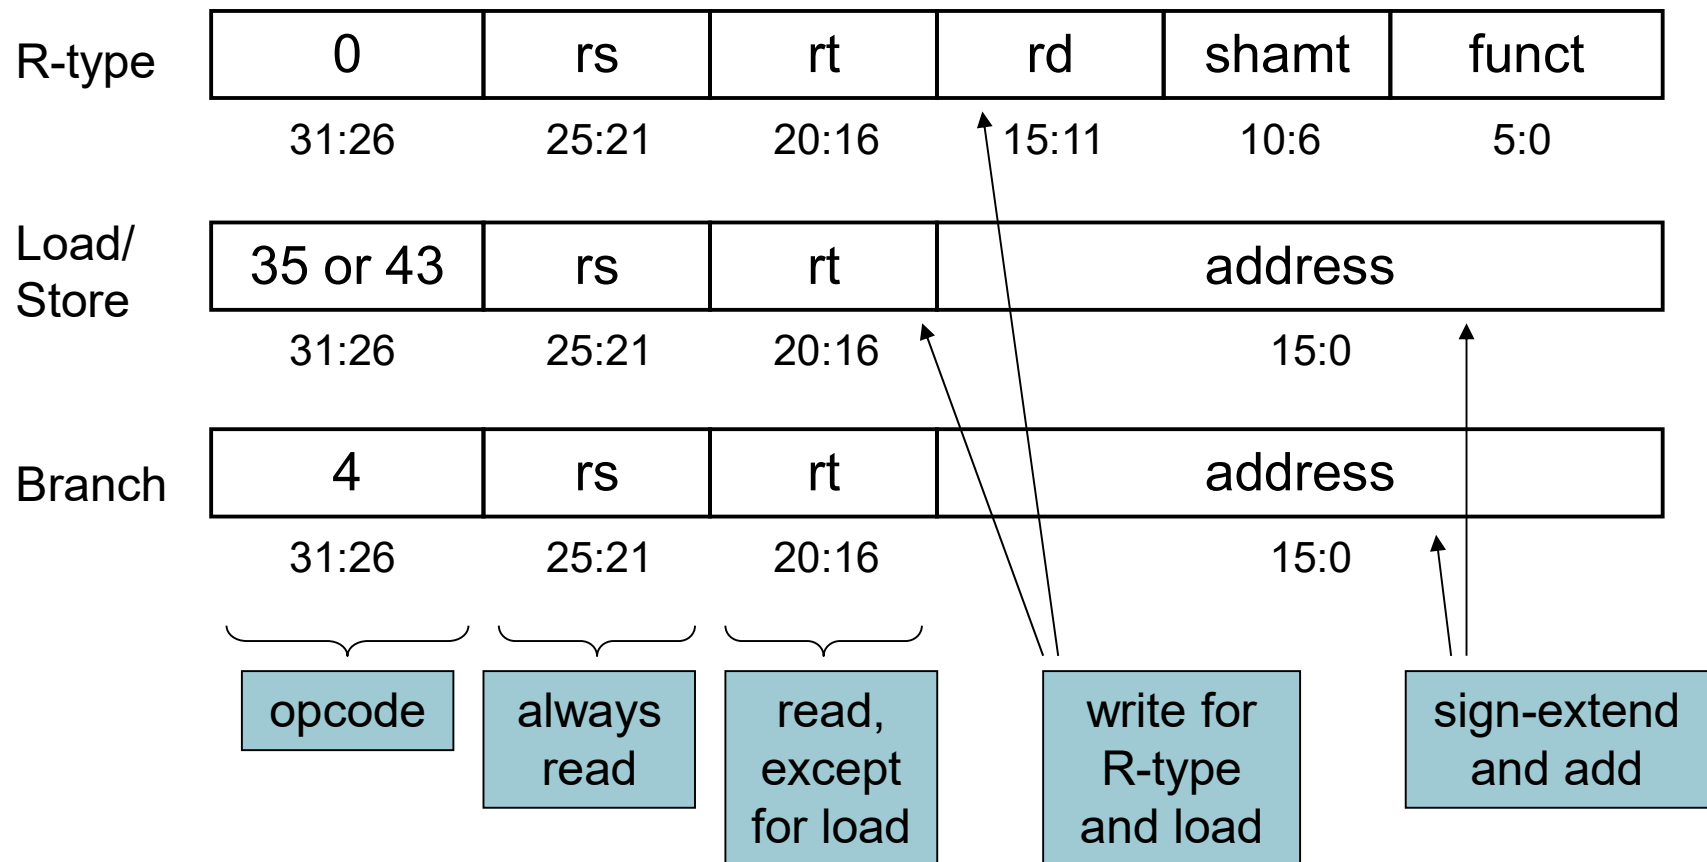 R-type 0 rs rt rd shamt funct
31:26 25:21 20:16 15:11 10:6 5:0
Load/
Store
35 or 43 rs rt address
31:26 25:21 20:16 15:0
Branch 4 rs rt address
31:26 25:21 20:16 15:0
opcode
always
read
read,
except
for load
write for
R-type
and load
sign-extend
and add